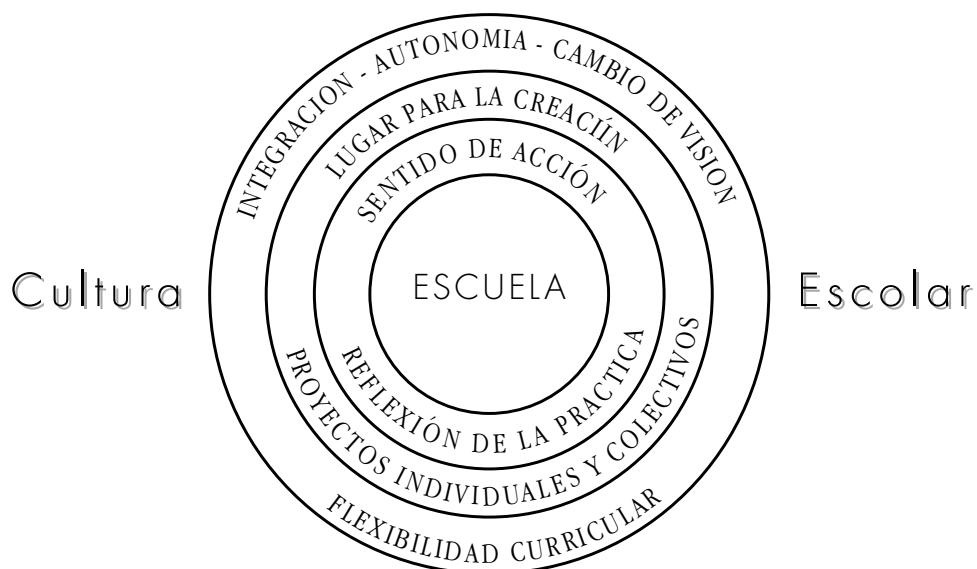 INTEGRACION - AUTONOMIA - CAMBIO DE VISION
LUGAR PARA LA CREACIÍN
SENTIDO DE ACCIÓN
Cultura
ESCUELA
Escolar
REFLEXIÓN DE LA PRACTICA
PROYECTOS INDIVIDUALES Y COLECTIVOS
FLEXIBILIDAD CURRICULAR